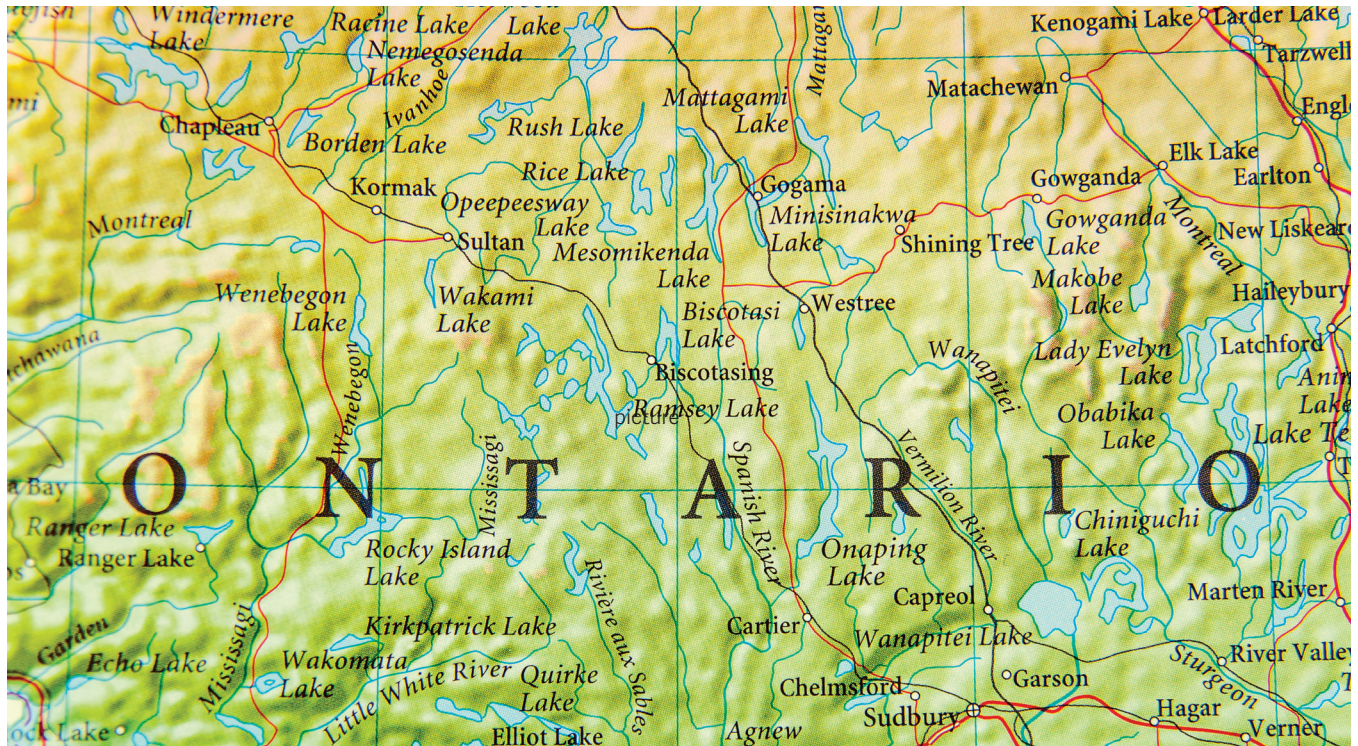 Windermere
Lake
Racine Lake
Nemegosenda
Lake
Lake
Mattagami
Kenogami Lake
Larder Lake
Tarzwell
Ivanhoe
Mattagami
Lake
Matachewan
Chapleau
Borden Lake
Rush Lake
Elk Lake
Earlton
Rice Lake
Kormak
Opeepeesway
Lake
Gogama
Gowganda
Montreal
Sultan
Mesomikenda
Lake
Minisinakwa
Lake
Shining Tree
Gowganda
Lake
Montreal
New Liskeard
Wenebegon
Lake
Wakami
Lake
Biscotasi
Lake
Westree
Makobe
Lake
Haileybury
Wenebegon
Biscotasing
Wanapitei
Lady Evelyn
Lake
Latchford
Ramsey Lake
picture
Obabika
Lake
Lake
Lake Te
ONTARIO
Mississagi
Spanish River
Vermilion River
Bay
Ranger Lake
Ranger Lake
Rocky Island
Lake
Onaping
Lake
Chiniguchi
Lake
Rivière aux Sables
Capreol
Marten River
Garden
Mississagi
Kirkpatrick Lake
Cartier
Wanapitei Lake
Echo Lake
Wakomata
Lake
Little White River
Quirke
Lake
Chelmsford
Garson
Sturgeon
River Valley
Sudbury
Hagar
Lake
Elliot Lake
Agnew
Verner